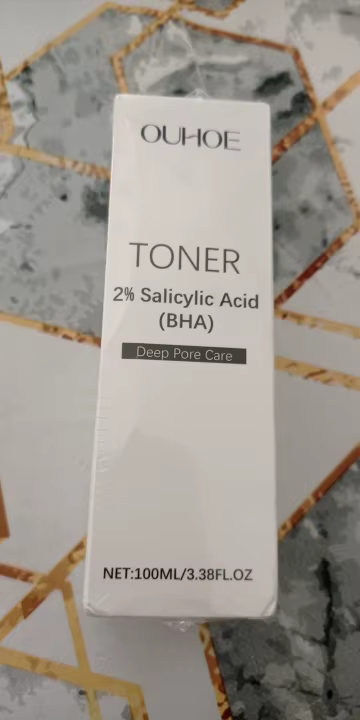 OUHOE
TONER
2% Salicylic Acid
(BHA)
Deep Pore Care
NET:100ML/3.38FL.OZ